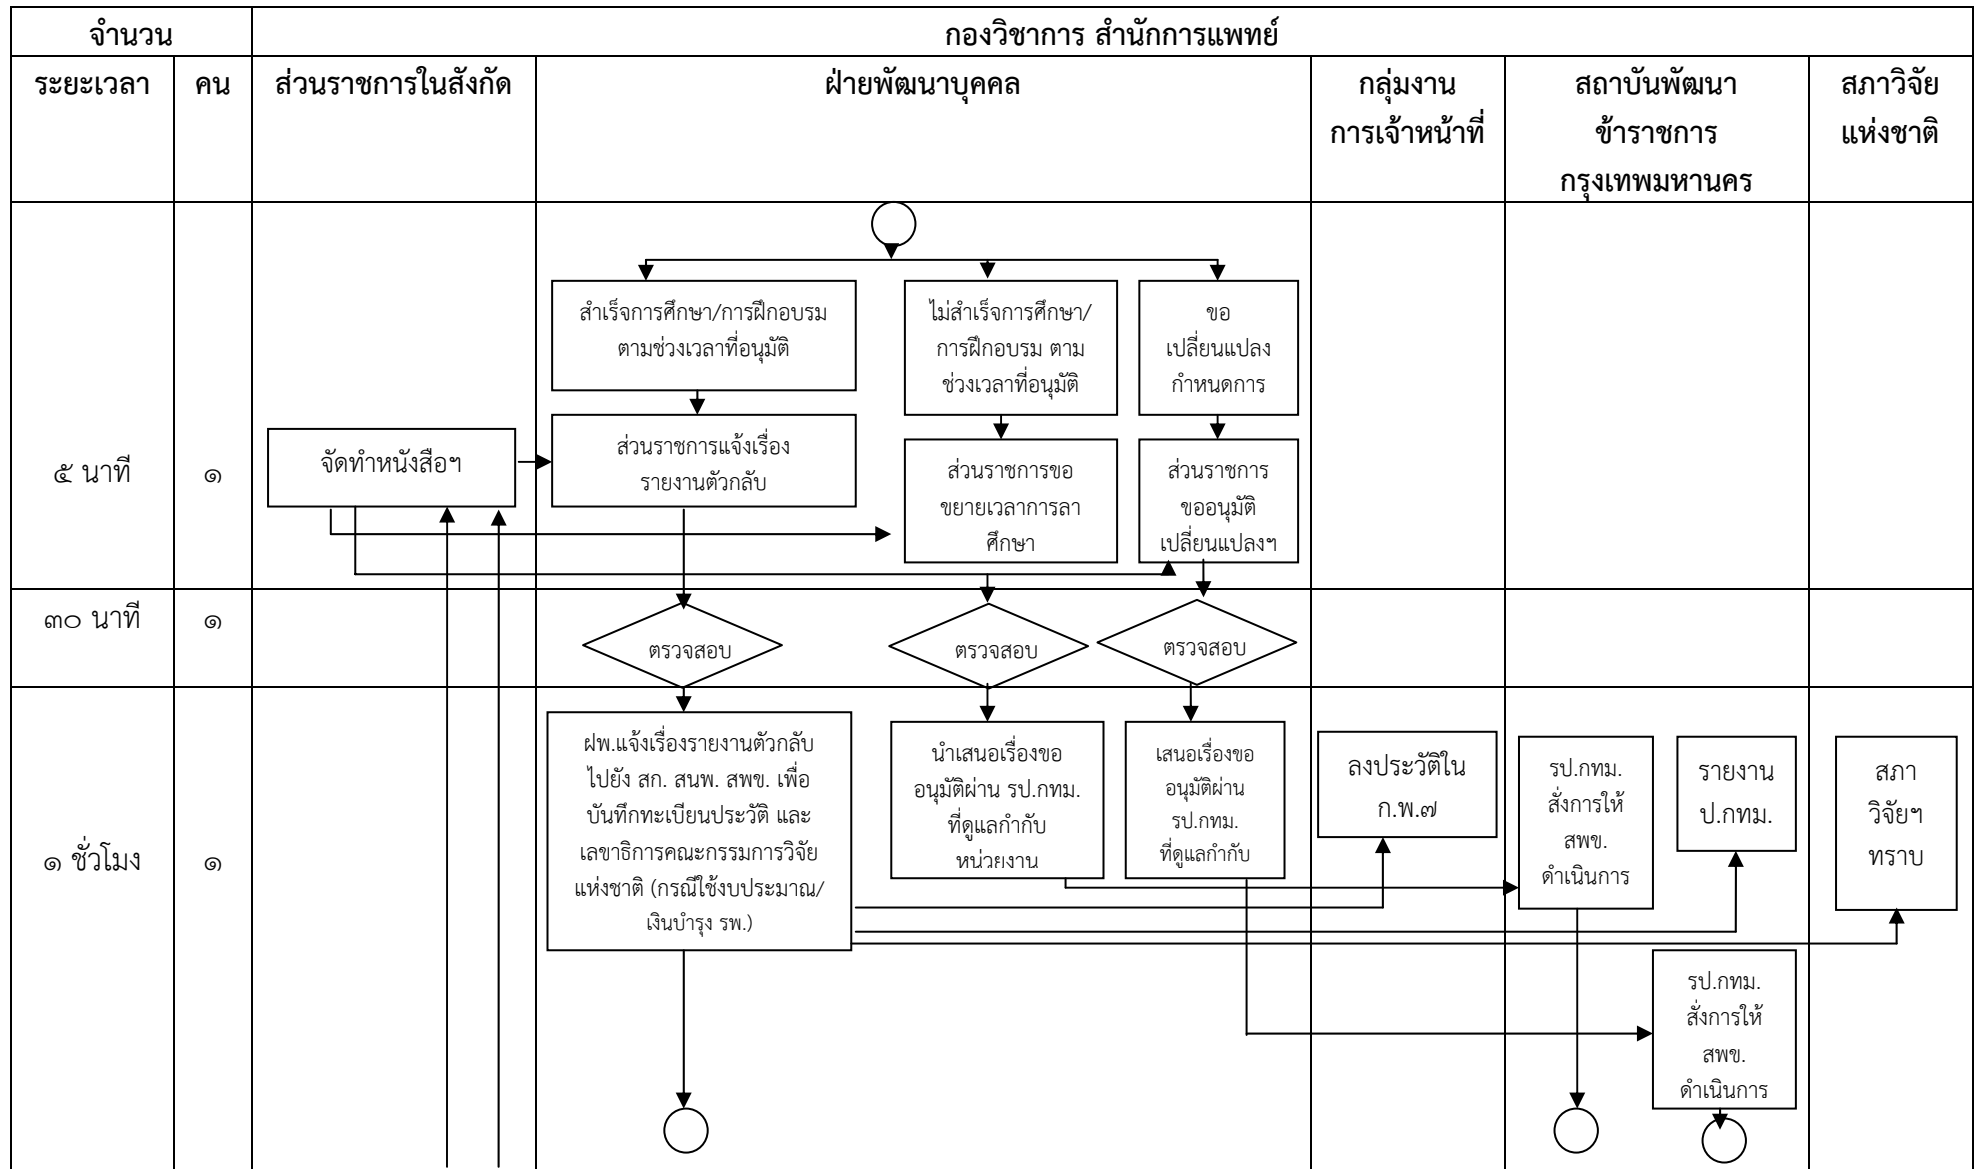 จำนวน
กองวิชาการ สำนักการแพทย์
ระยะเวลา
คน
ส่วนราชการในสังกัด
ฝ่ายพัฒนาบุคคล
กลุ่มงาน
การเจ้าหน้าที่
สถาบันพัฒนา
ข้าราชการ
กรุงเทพมหานคร
สภาวิจัย
แห่งชาติ
สำเร็จการศึกษา/การฝึกอบรม
ตามช่วงเวลาที่อนุมัติ
ไม่สำเร็จการศึกษา/
การฝึกอบรม ตาม
ช่วงเวลาที่อนุมัติ
ขอ
เปลี่ยนแปลง
กำหนดการ
๕ นาที
๑
จัดทำหนังสือฯ
ส่วนราชการแจ้งเรื่อง
รายงานตัวกลับ
ส่วนราชการขอ
ขยายเวลาการลา
ศึกษา
ส่วนราชการ
ขออนุมัติ
เปลี่ยนแปลงฯ
๓๐ นาที
๑
ตรวจสอบ
ตรวจสอบ
ตรวจสอบ
๑ ชั่วโมง
๑
ฝพ.แจ้งเรื่องรายงานตัวกลับ
ไปยัง สก. สนพ. สพข. เพื่อ
บันทึกทะเบียนประวัติ และ
เลขาธิการคณะกรรมการวิจัย
แห่งชาติ (กรณีใช้งบประมาณ/
เงินบำรุง รพ.)
นำเสนอเรื่องขอ
อนุมัติผ่าน รป.กทม.
ที่ดูแลกำกับ
หน่วยงาน
เสนอเรื่องขอ
อนุมัติผ่าน
รป.กทม.
ที่ดูแลกำกับ
ลงประวัติใน
ก.พ.๗
รป.กทม.
สั่งการให้
สพข.
ดำเนินการ
รายงาน
ป.กทม.
สภา
วิจัยฯ
ทราบ
รป.กทม.
สั่งการให้
สพข.
ดำเนินการ